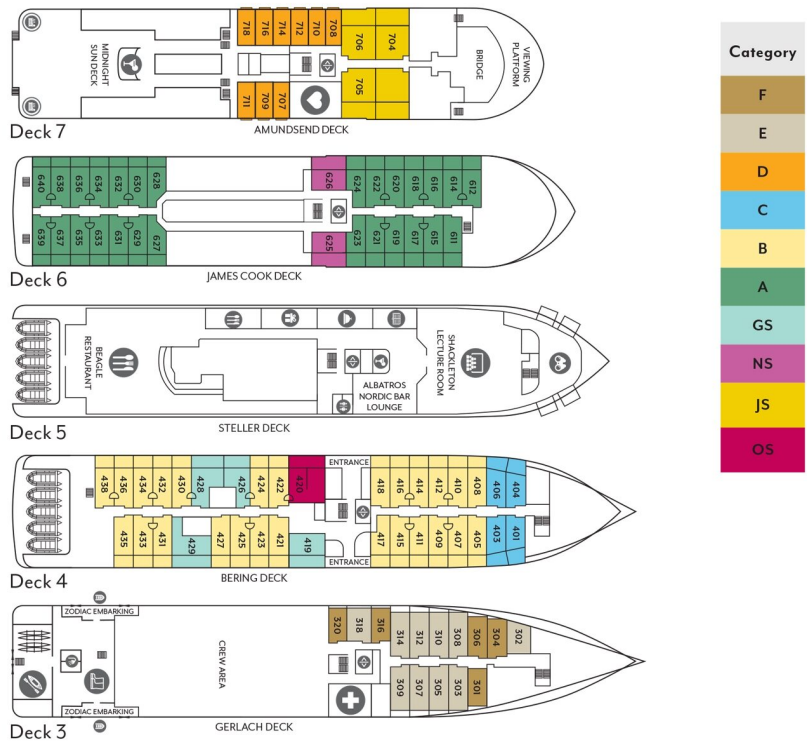 718
716
714
712
710
708
706
704
MIDNIGHT
SUN DECK
BRIDGE
VIEWING
PLATFORM
711
709
707
705
Deck 7
AMUNDSEND DECK
640
638
636
634
632
630
628
626
624
622
620
618
616
614
612
639
637
635
633
631
629
627
625
623
621
619
617
615
611
Deck 6
JAMES COOK DECK
BEAGLE
RESTAURANT
SHACKLETON
LECTURE ROOM
ALBATROS
NORDIC BAR
LOUNGE
Deck 5
STELLER DECK
438
436
434
432
430
428
426
424
422
420
ENTRANCE
418
416
414
412
410
408
406
404
435
433
431
429
427
425
423
421
419
ENTRANCE
417
415
411
409
407
405
403
401
Deck 4
BERING DECK
ZODIAC EMBARKING
320
318
316
314
312
310
308
306
304
302
CREW AREA
309
307
305
303
301
ZODIAC EMBARKING
Deck 3
GERLACH DECK
Category
F
E
D
C
B
A
GS
NS
JS
OS